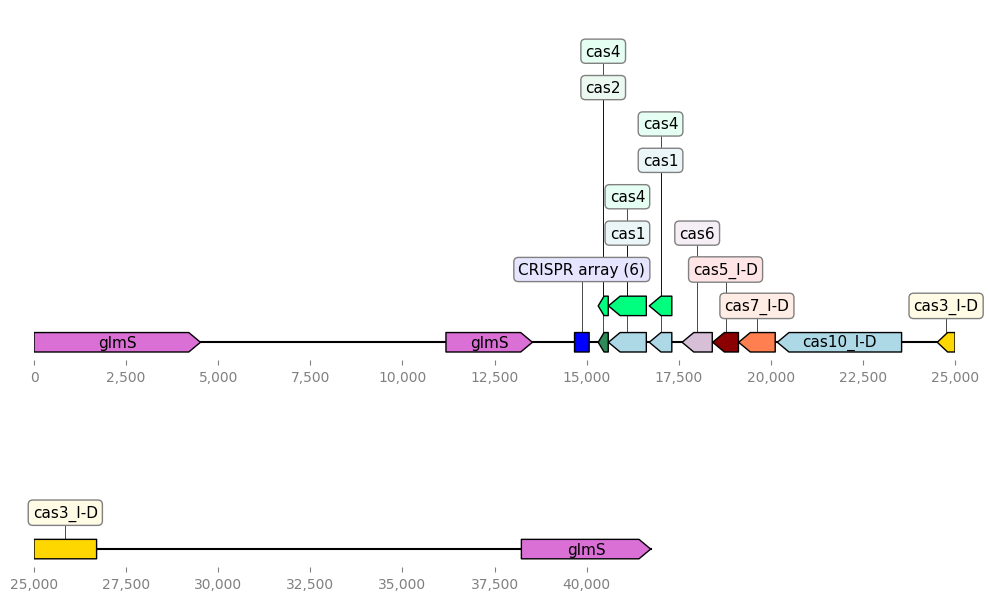 cas4
cas2
cas4
cas1
cas4
cas1
cas6
CRISPR array (6)
cas5_I-D
cas7_I-D
cas3_I-D
glmS
glmS
cas10_I-D
0
2,500
5,000
7,500
10,000
12,500
15,000
17,500
20,000
22,500
25,000
cas3_I-D
glmS
25,000
27,500
30,000
32,500
35,000
37,500
40,000